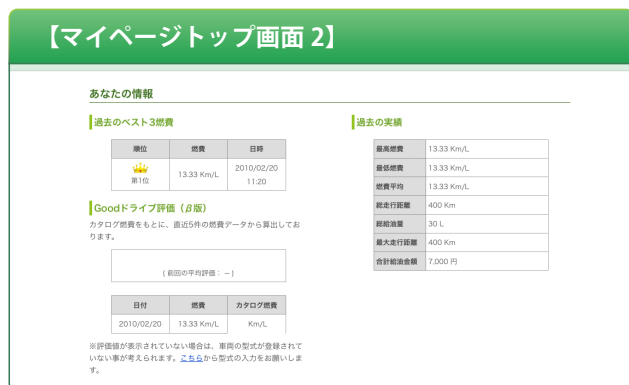 【マイページトップ画面 2】
あなたの情報
過去のベスト3燃費
順位 燃費 日時
第1位 13.33 Km/L 2010/02/20
11:20
Goodドライブ評価（β版）
カタログ燃費をもとに、直近5件の燃費データから算出してお
ります。
( 前回の平均評価： − )
日付 燃費 カタログ燃費
2010/02/20 13.33 Km/L Km/L
※評価値が表示されていない場合は、車両の型式が登録されて
いない事が考えられます。こちらから型式の入力をお願いしま
す。
過去の実績
最高燃費 13.33 Km/L
最低燃費 13.33 Km/L
燃費平均 13.33 Km/L
総走行距離 400 Km
総給油量 30 L
最大走行距離 400 Km
合計給油金額 7,000 円